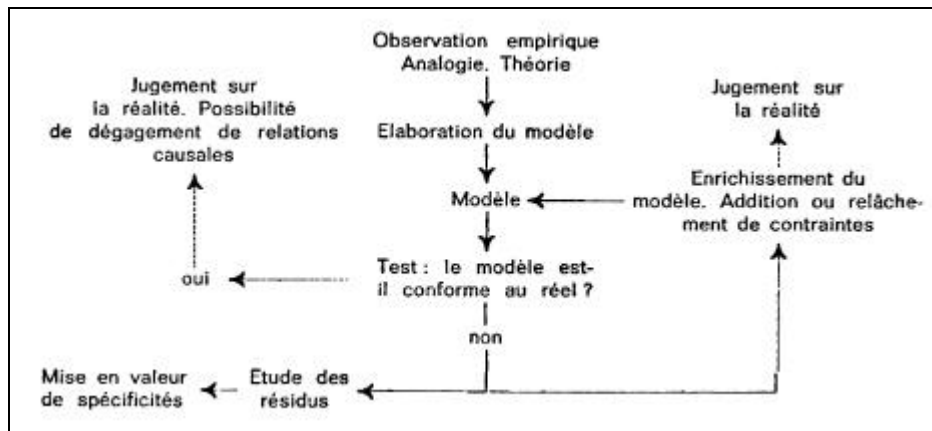 Observation empirique
Analogie. Théorie
Jugement sur
la réalité. Possibilité
de dégagement de relations
causales
Jugement sur
la réalité
Elaboration du modèle
Enrichissement du
modèle. Addition ou relâche-
ment de contraintes
Modèle
Test : le modèle est-
il conforme au réel ?
oui
non
Mise en valeur
de spécificités
Etude des
résidus